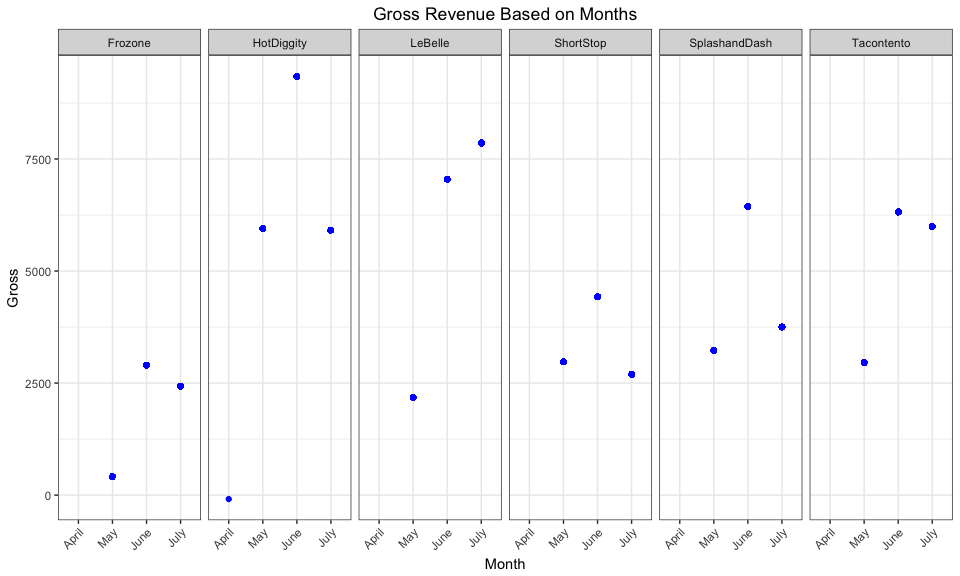 Gross Revenue Based on Months
Frozone HotDiggity LeBelle ShortStop SplashandDash Tacontento
Gross
7500
5000
2500
0
April May June July April May June July April May June July April May June July April May June July April May June July
Month